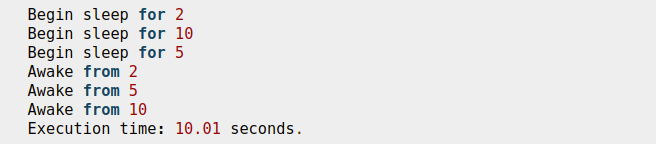 Begin sleep for 2
Begin sleep for 10
Begin sleep for 5
Awake from 2
Awake from 5
Awake from 10
Execution time: 10.01 seconds.